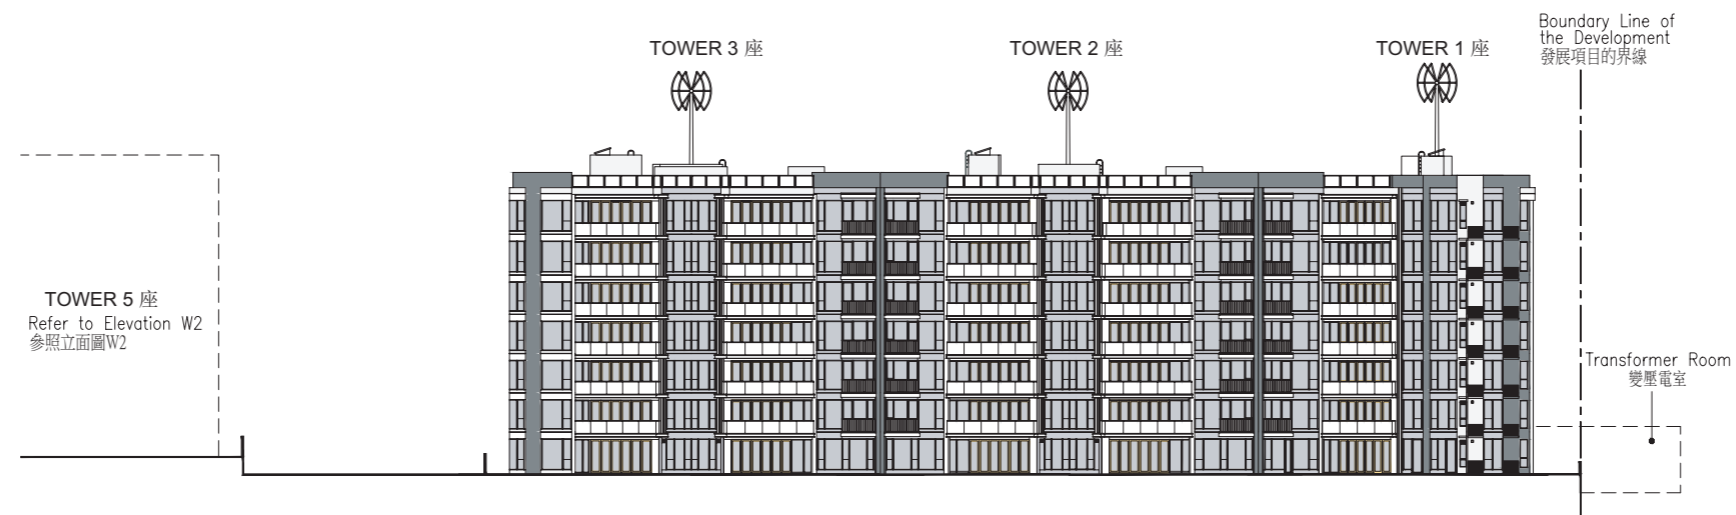 TOWER 3 座
TOWER 2 座
TOWER 1 座
Boundary Line of
the Development
發展項目的界線
TOWER 5 座
Refer to Elevation W2
參照立面圖W2
Transformer Room
變壓電室